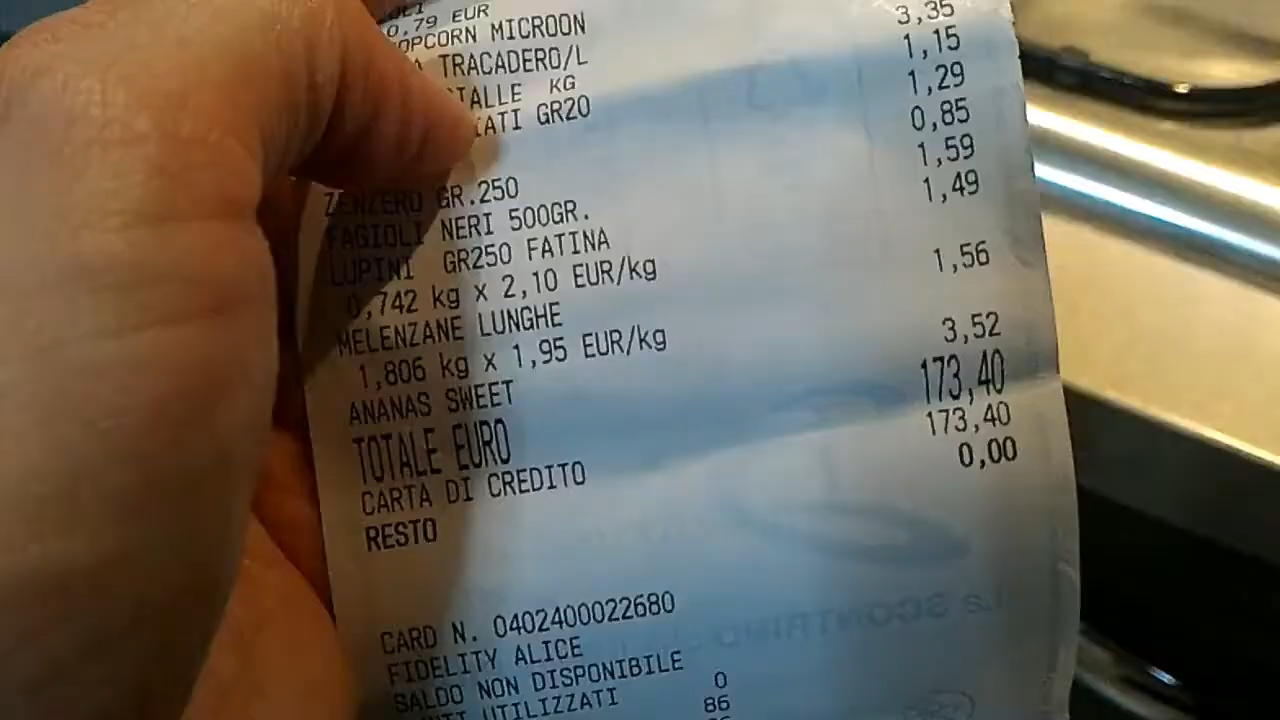 0,79 EUR
OPCORN MICROON 3,35
TRACADERO/L 1,15
TALLE KG 1,29
IATI GR20 0,85
ZENZERO GR.250 1,59
FAGIOLI NERI 500GR. 1,49
LUPINI GR250 FATINA
0,742 kg x 2,10 EUR/kg
MELENZANE LUNGHE 1,56
1,806 kg x 1,95 EUR/kg
ANANAS SWEET 3,52
TOTALE EURO 173,40
CARTA DI CREDITO 173,40
RESTO 0,00
CARD N. 0402400022680
FIDELITY ALICE
SALDO NON DISPONIBILE
UTILIZZATI 0
86